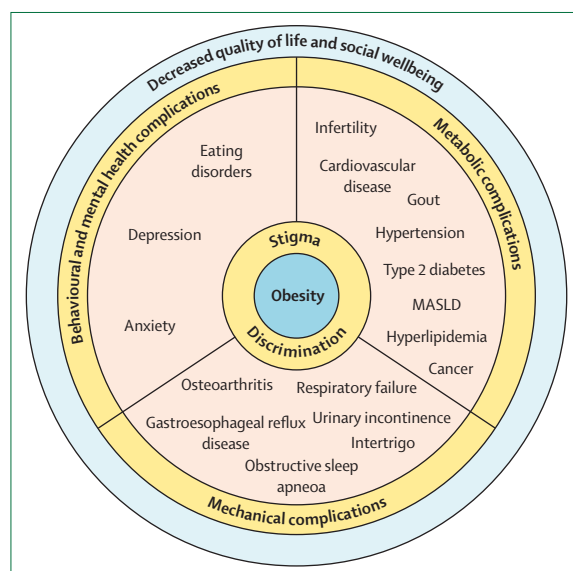 Decreased quality of life and social wellbeing
Behavioural and mental health complications
Metabolic complications
Infertility
Eating
disorders
Cardiovascular
disease
Gout
Depression
Stigma
Hypertension
Type 2 diabetes
Obesity
MASLD
Anxiety
Discrimination
Hyperlipidemia
Cancer
Osteoarthritis
Respiratory failure
Gastroesophageal reflux
disease
Urinary incontinence
Intertrigo
Obstructive sleep
apneoa
Mechanical complications